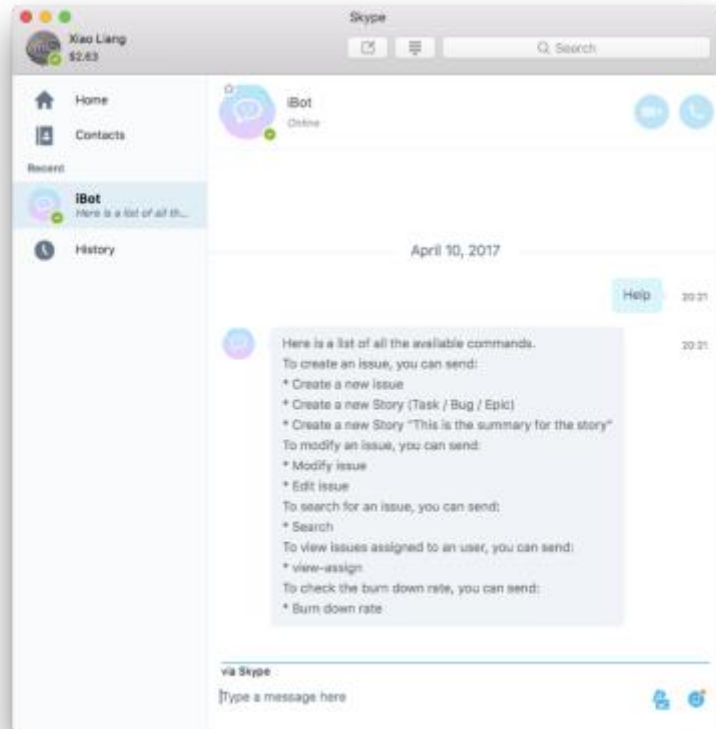 Skype
Xiao Liang
$2.63
Search
Home
Contacts
Recent
iBot
Here is a list of all th...
History
iBot
Online
April 10, 2017
Help
20:21
Here is a list of all the available commands.
20:21
To create an issue, you can send:
* Create a new issue
* Create a new Story (Task / Bug / Epic)
* Create a new Story "This is the summary for the story"
To modify an issue, you can send:
* Modify issue
* Edit issue
To search for an issue, you can send:
* Search
To view issues assigned to an user, you can send:
* view-assign
To check the burn down rate, you can send:
* Burn down rate
via Skype
Type a message here